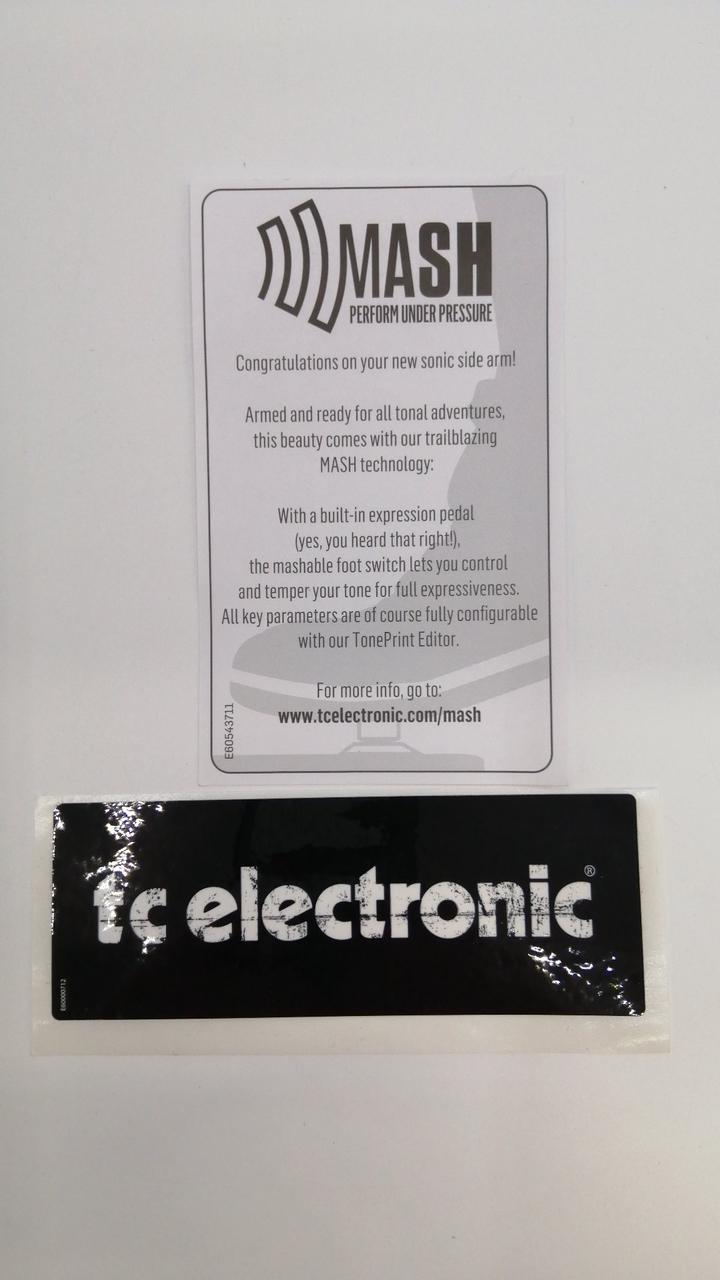 MASH
PERFORM UNDER PRESSURE
Congratulations on your new sonic side arm!
Armed and ready for all tonal adventures,
this beauty comes with our trailblazing
MASH technology:
With a built-in expression pedal
(yes, you heard that right!),
the mashable foot switch lets you control
and temper your tone for full expressiveness.
All key parameters are of course fully configurable
with our TonePrint Editor.
For more info, go to:
www.tcelectronic.com/mash
E60543711
tc electronic®
E60000712